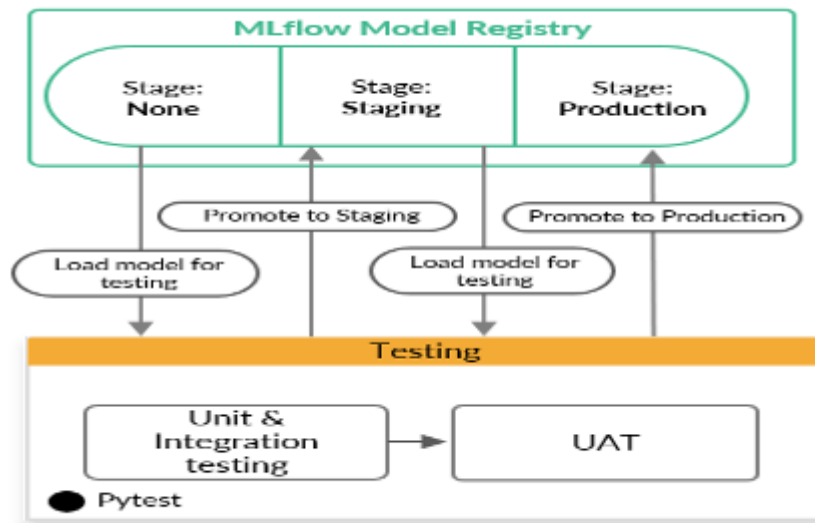 MLflow Model Registry
Stage:
None
Stage:
Staging
Stage:
Production
Promote to Staging
Promote to Production
Load model for
testing
Load model for
testing
Testing
Unit &
Integration
testing
UAT
Pytest